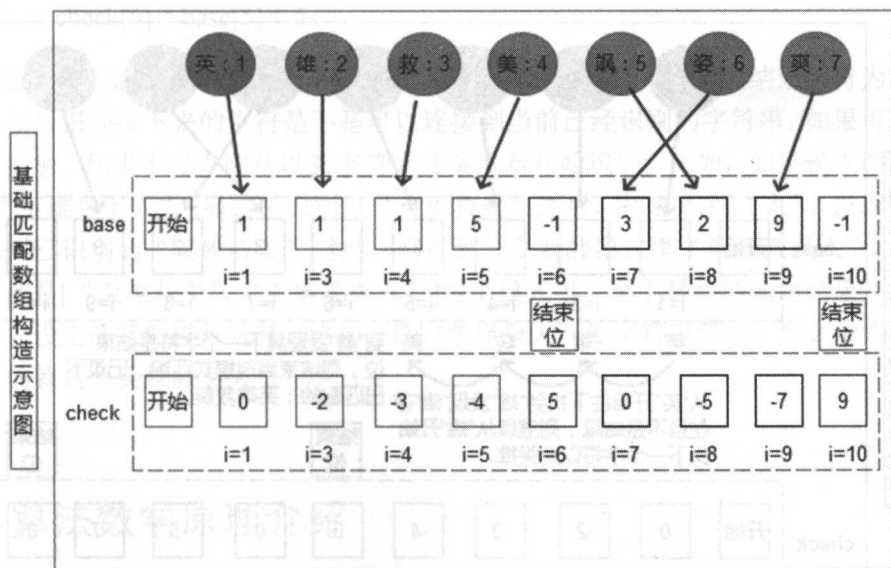 英:1 雄:2 救:3 美:4 飒:5 姿:6 爽:7
基础匹配数组构造示意图
base 开始 1 1 1 5 -1 3 2 9 -1
i=1 i=3 i=4 i=5 i=6 i=7 i=8 i=9 i=10
结束位 结束位
check 开始 0 -2 -3 -4 5 0 -5 -7 9
i=1 i=3 i=4 i=5 i=6 i=7 i=8 i=9 i=10